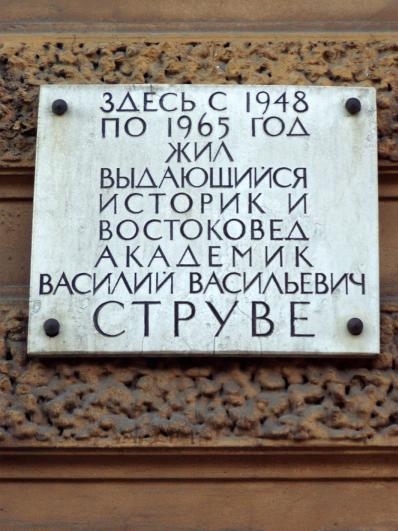 ЗДЕСЬ С 1948
ПО 1965 ГОД
ЖИЛ
ВЫДАЮЩИЙСЯ
ИСТОРИК И
ВОСТОКОВЕД
АКАДЕМИК
ВАСИЛИЙ ВАСИЛЬЕВИЧ
СТРУВЕ